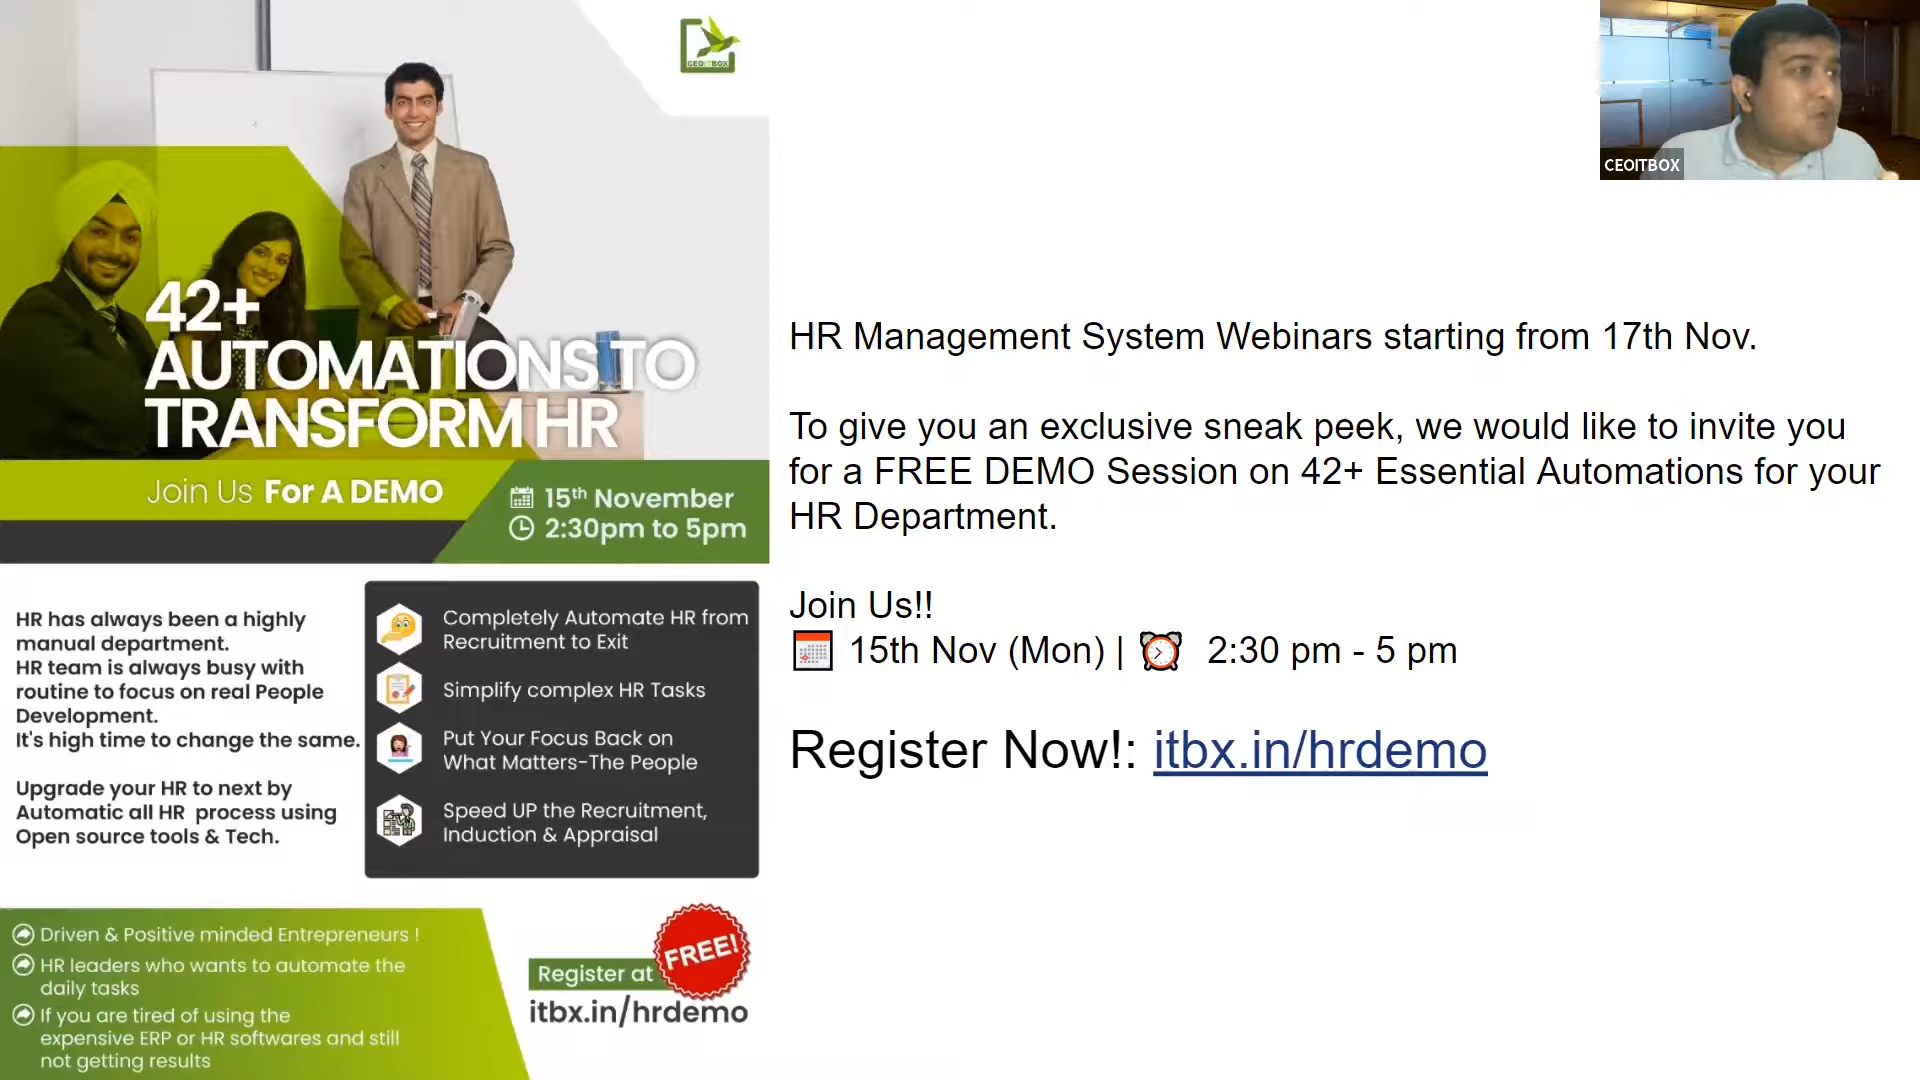 CEOITBOX
42+
AUTOMATIONS TO
TRANSFORM HR
Join Us For A DEMO
15th November
2:30pm to 5pm
HR has always been a highly
manual department.
HR team is always busy with
routine to focus on real People
Development.
It's high time to change the same.
Upgrade your HR to next by
Automatic all HR process using
Open source tools & Tech.
Completely Automate HR from
Recruitment to Exit
Simplify complex HR Tasks
Put Your Focus Back on
What Matters-The People
Speed UP the Recruitment,
Induction & Appraisal
Driven & Positive minded Entrepreneurs !
HR leaders who wants to automate the
daily tasks
If you are tired of using the
expensive ERP or HR softwares and still
not getting results
FREE!
Register at
itbx.in/hrdemo
HR Management System Webinars starting from 17th Nov.
To give you an exclusive sneak peek, we would like to invite you
for a FREE DEMO Session on 42+ Essential Automations for your
HR Department.
Join Us!!
15th Nov (Mon) | 2:30 pm - 5 pm
Register Now!: itbx.in/hrdemo
CEOITBOX